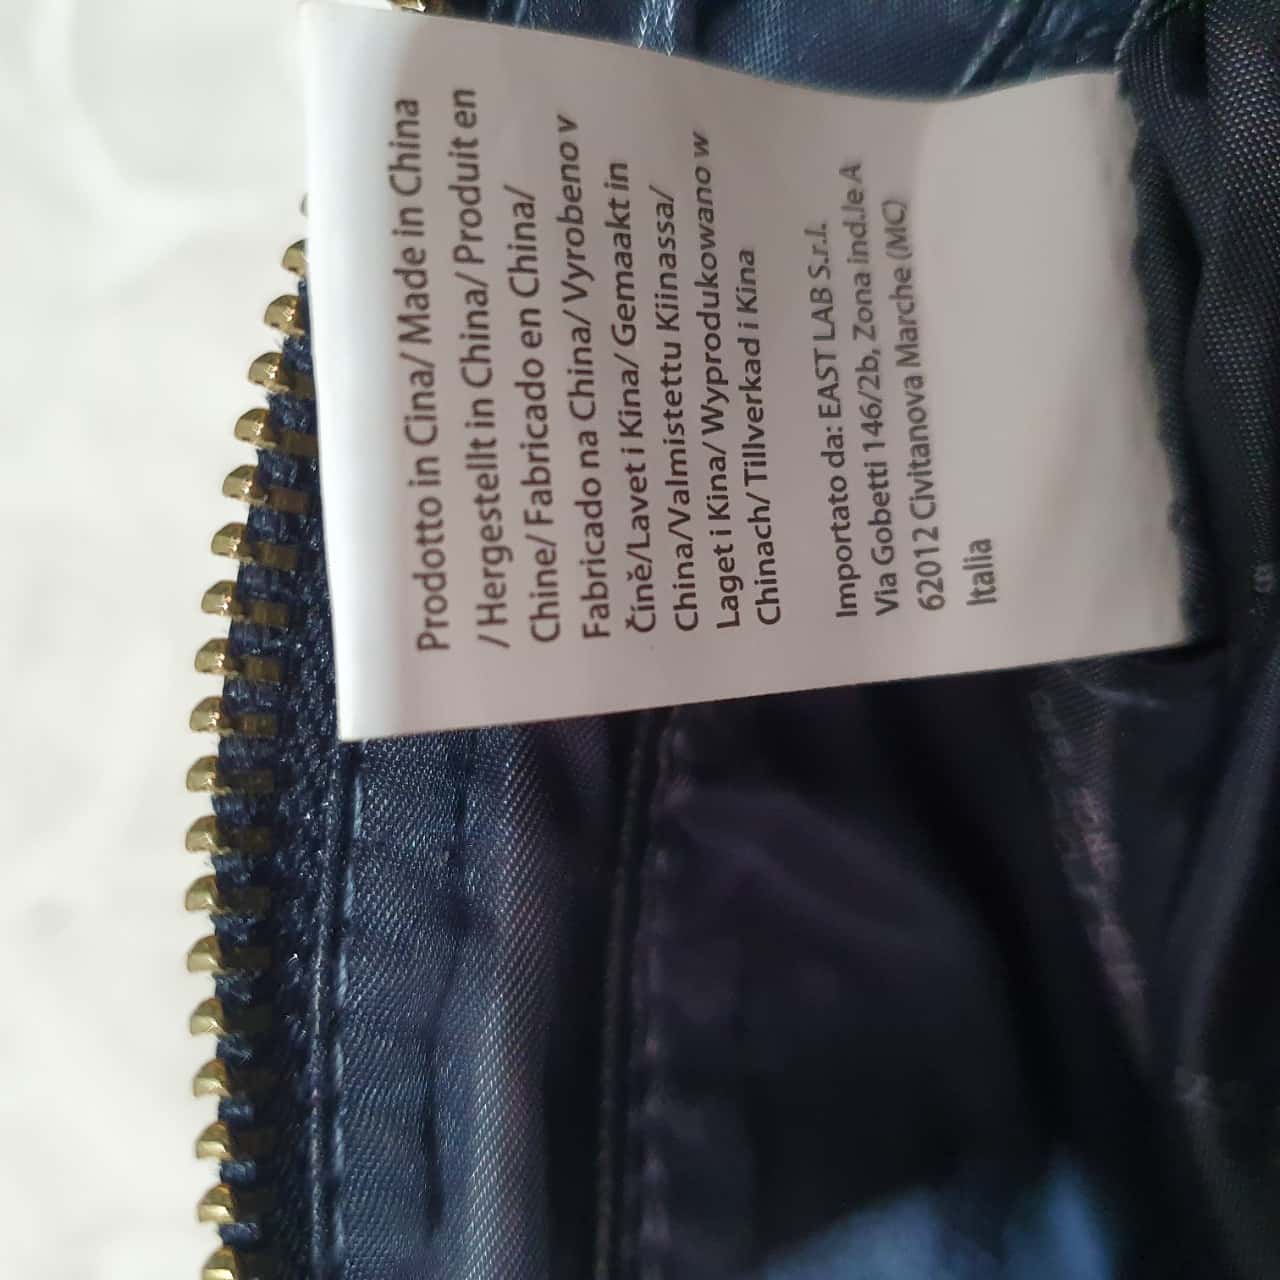 Prodotto in Cina/ Made in China
/ Hergestellt in China/ Produit en
Chine/ Fabricado en China/
Fabricado na China/ Vyrobeno v
Číně/Lavet i Kina/ Gemaakt in
China/Valmistettu Kiinassa/
Laget i Kina/ Wyprodukowano w
Chinach/ Tillverkad i Kina
Importato da: EAST LAB S.r.l.
Via Gobetti 146/2b, Zona ind.le A
62012 Civitanova Marche (MC)
Italia